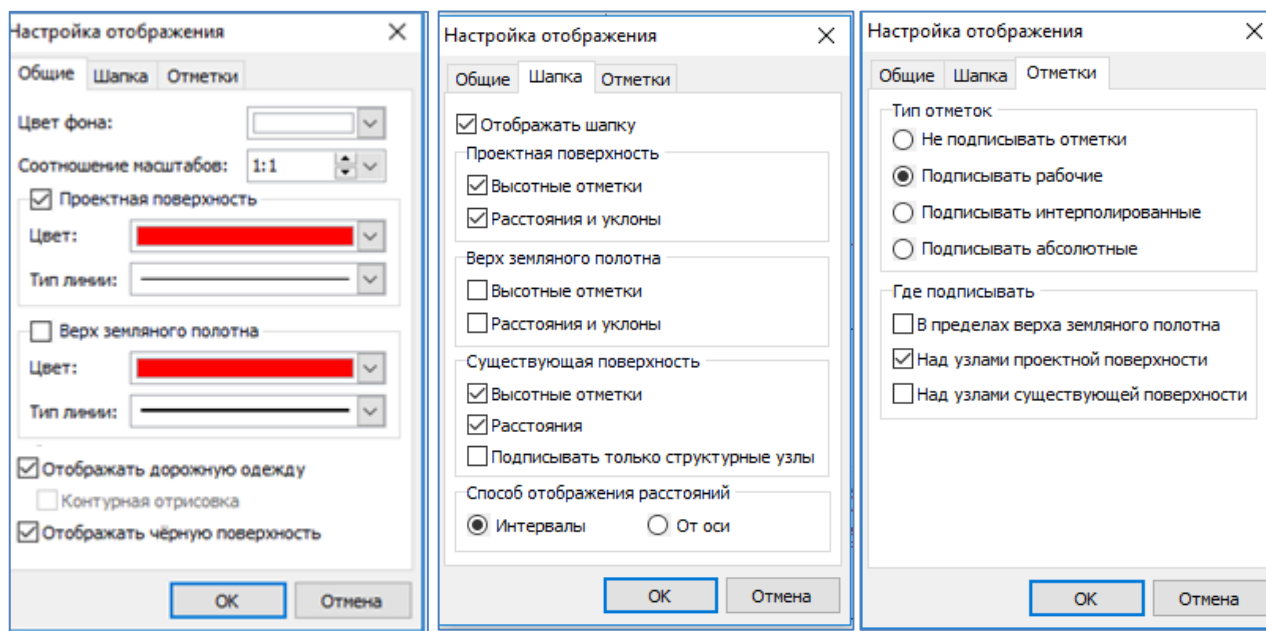 Настройка отображения
Общие Шапка Отметки
Цвет фона:
Соотношение масштабов: 1:1
Проектная поверхность
Цвет:
Тип линии:
Верх земляного полотна
Цвет:
Тип линии:
Отображать дорожную одежду
Контурная отрисовка
Отображать чёрную поверхность
ОК Отмена
Настройка отображения
Общие Шапка Отметки
Отображать шапку
Проектная поверхность
Высотные отметки
Расстояния и уклоны
Верх земляного полотна
Высотные отметки
Расстояния и уклоны
Существующая поверхность
Высотные отметки
Расстояния
Подписывать только структурные узлы
Способ отображения расстояний
Интервалы От оси
ОК Отмена
Настройка отображения
Общие Шапка Отметки
Тип отметок
Не подписывать отметки
Подписывать рабочие
Подписывать интерполированные
Подписывать абсолютные
Где подписывать
В пределах верха земляного полотна
Над узлами проектной поверхности
Над узлами существующей поверхности
ОК Отмена